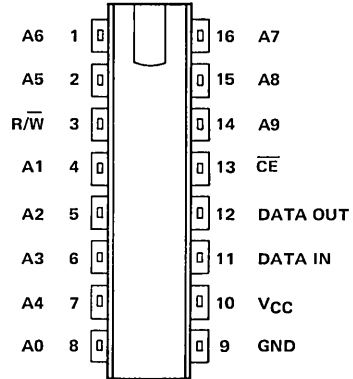 A6 1 16 A7
A5 2 15 A8
R/W̅ 3 14 A9
A1 4 13 C̅E̅
A2 5 12 DATA OUT
A3 6 11 DATA IN
A4 7 10 VCC
A0 8 9 GND